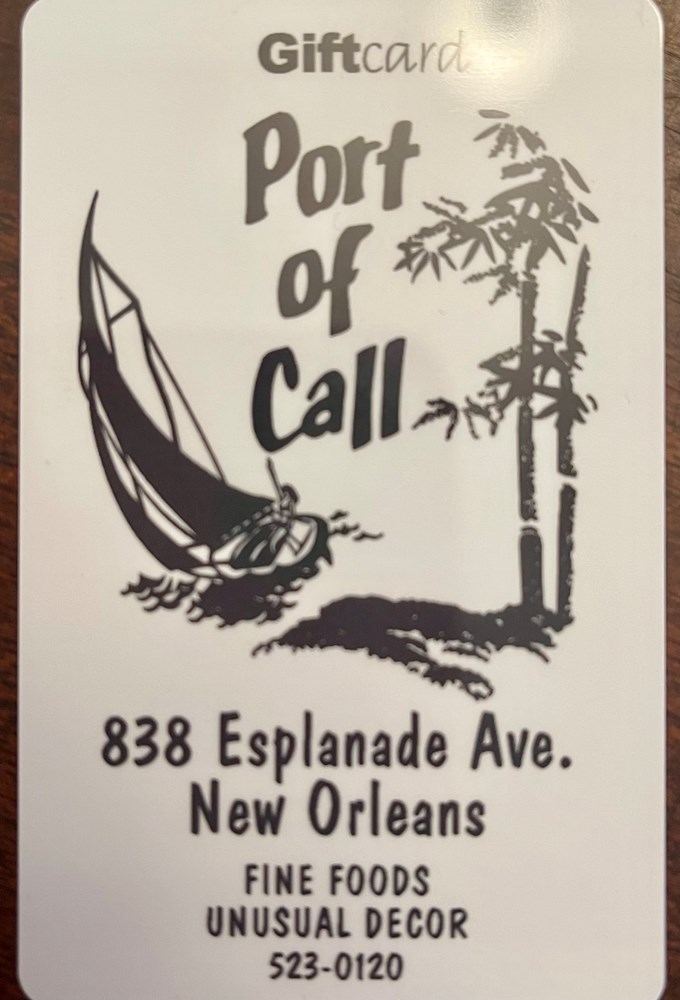 Giftcard
Port
of
Call
838 Esplanade Ave.
New Orleans
FINE FOODS
UNUSUAL DECOR
523-0120